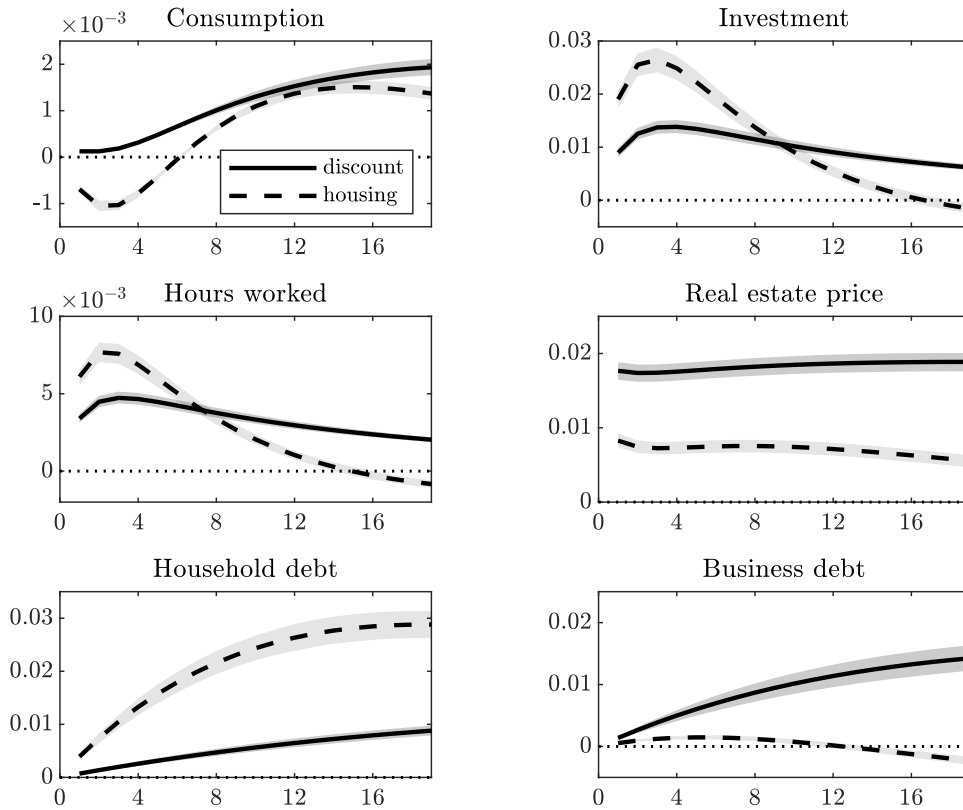 Consumption
×10⁻³
2
1
0
-1
0 4 8 12 16
discount
housing
Investment
0.03
0.02
0.01
0
0 4 8 12 16
Hours worked
×10⁻³
10
5
0
0 4 8 12 16
Real estate price
0.02
0.01
0
0 4 8 12 16
Household debt
0.03
0.02
0.01
0
0 4 8 12 16
Business debt
0.02
0.01
0
0 4 8 12 16